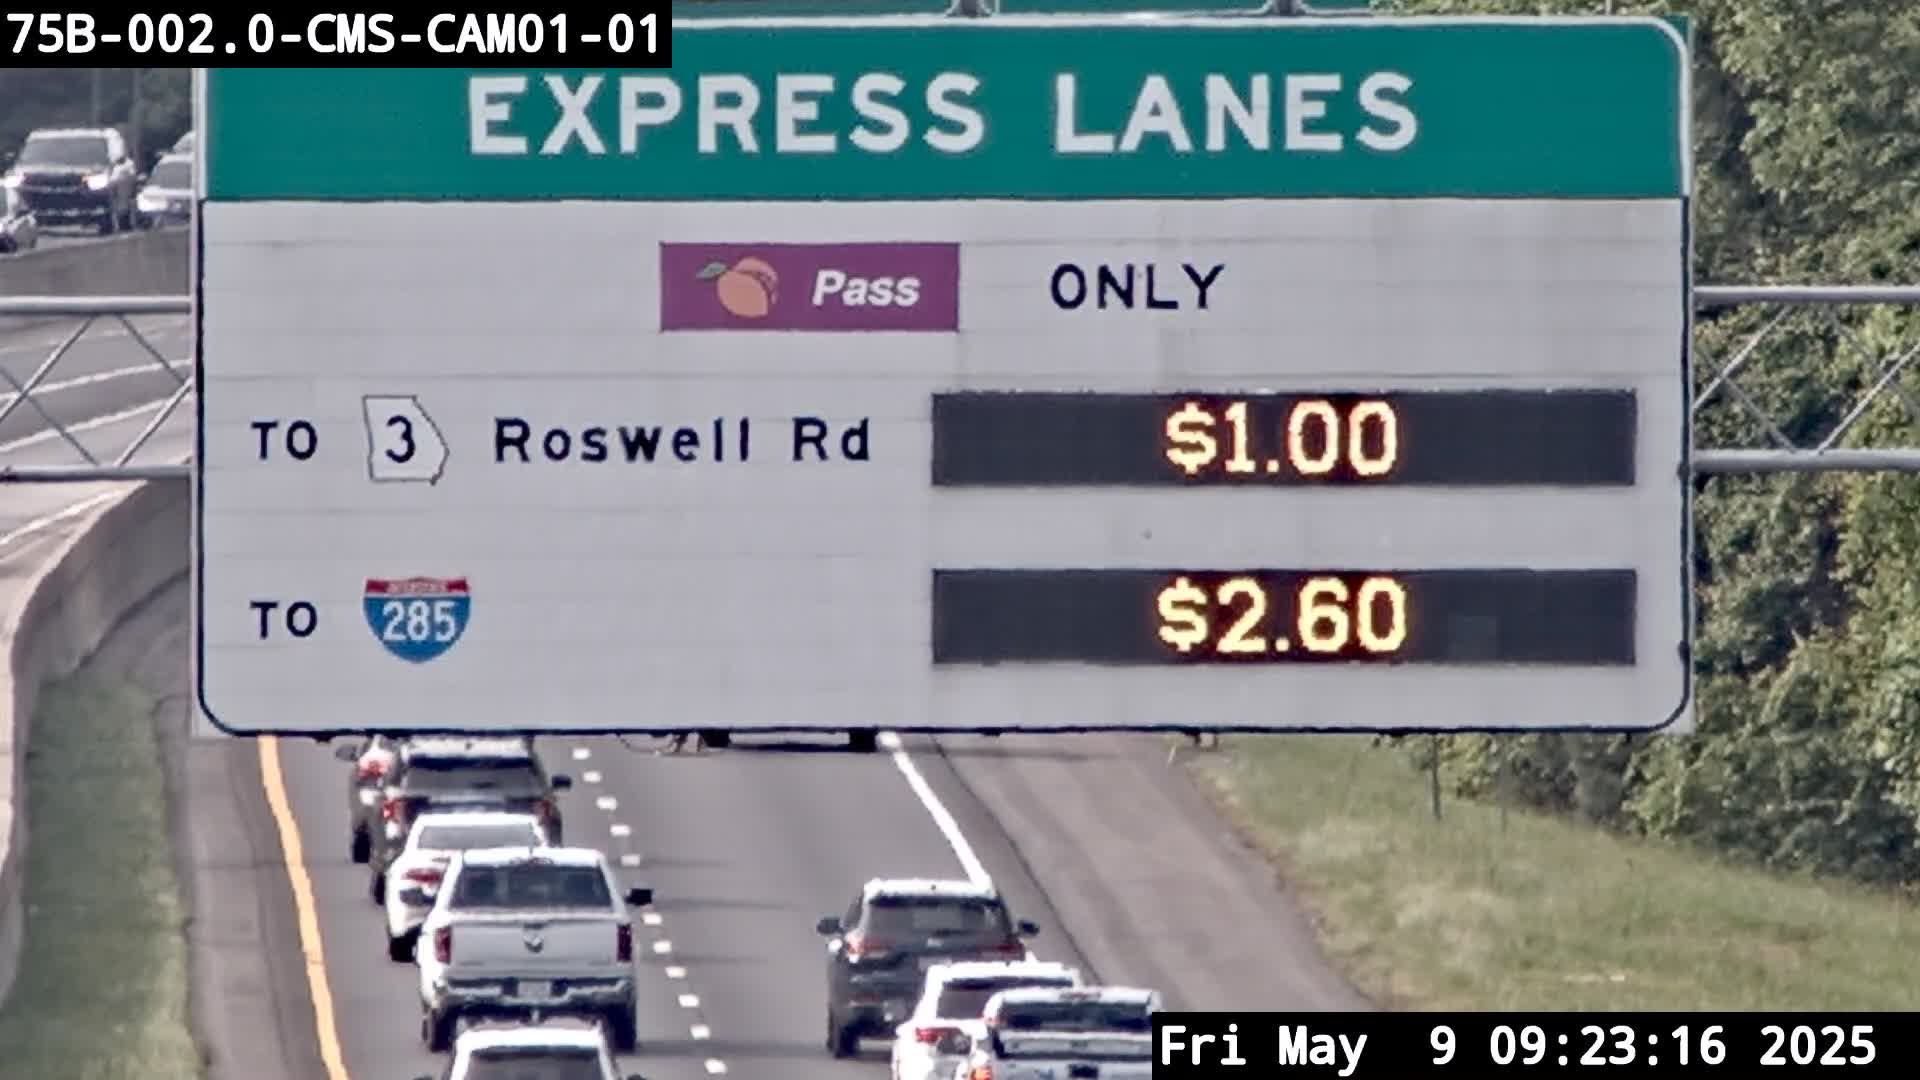 75B-002.0-CMS-CAM01-01
EXPRESS LANES
Pass ONLY
TO 3 Roswell Rd $1.00
TO 285 $2.60
Fri May 9 09:23:16 2025